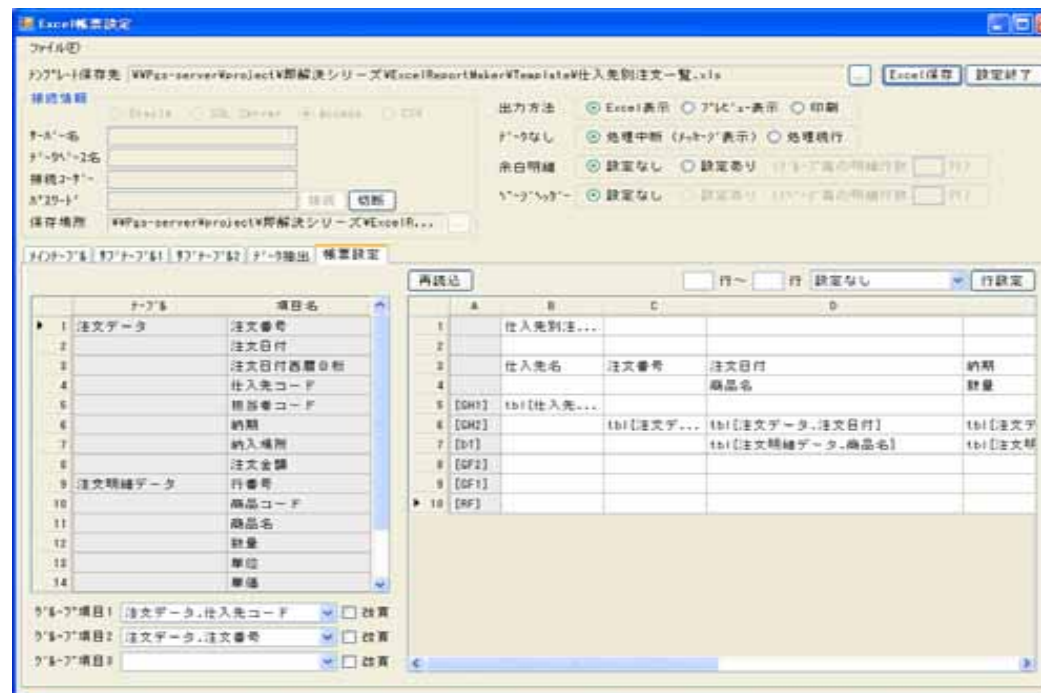 Excel帳票設定
ファイル(F)
テンプレート保存先 ¥¥Pgs-server¥project¥即解決シリーズ¥ExcelReportMaker¥Template¥仕入先別注文一覧.xls ... Excel保存 設定終了
接続情報
Oracle SQL Server Access CSV
サーバー名
データベース名
接続ユーザー
パスワード 接続 切断
保存場所 ¥¥Pgs-server¥project¥即解決シリーズ¥ExcelR... ...
出力方法 Excel表示 プレビュー表示 印刷
データなし 処理中断 (メッセージ表示) 処理続行
余白明細 設定なし 設定あり 行)
ページヘッダー 設定なし 設定あり 行)
メインテーブル サブテーブル1 サブテーブル2 データ抽出 帳票設定
再読込 行~ 行 設定なし 行設定
テーブル 項目名
1 注文データ 注文番号
2 注文日付
3 注文日付西暦
4 仕入先コード
5 担当者コード
6 納期
7 納入場所
8 注文金額
9 注文明細データ 行番号
10 商品コード
11 商品名
12 数量
13 単位
14 単価
A B C D
1 仕入先別注...
2
3 仕入先名 注文番号 注文日付 納期
4 商品名 数量
5 [GH1] tbl[仕入先...
6 [GH2] tbl[注文デ... tbl[注文データ.注文日付] tbl[注文デ
7 [DT] tbl[注文明細データ.商品名] tbl[注文明
8 [GF2]
9 [GF1]
10 [RF]
グループ項目1 注文データ.仕入先コード 改頁
グループ項目2 注文データ.注文番号 改頁
グループ項目3 改頁